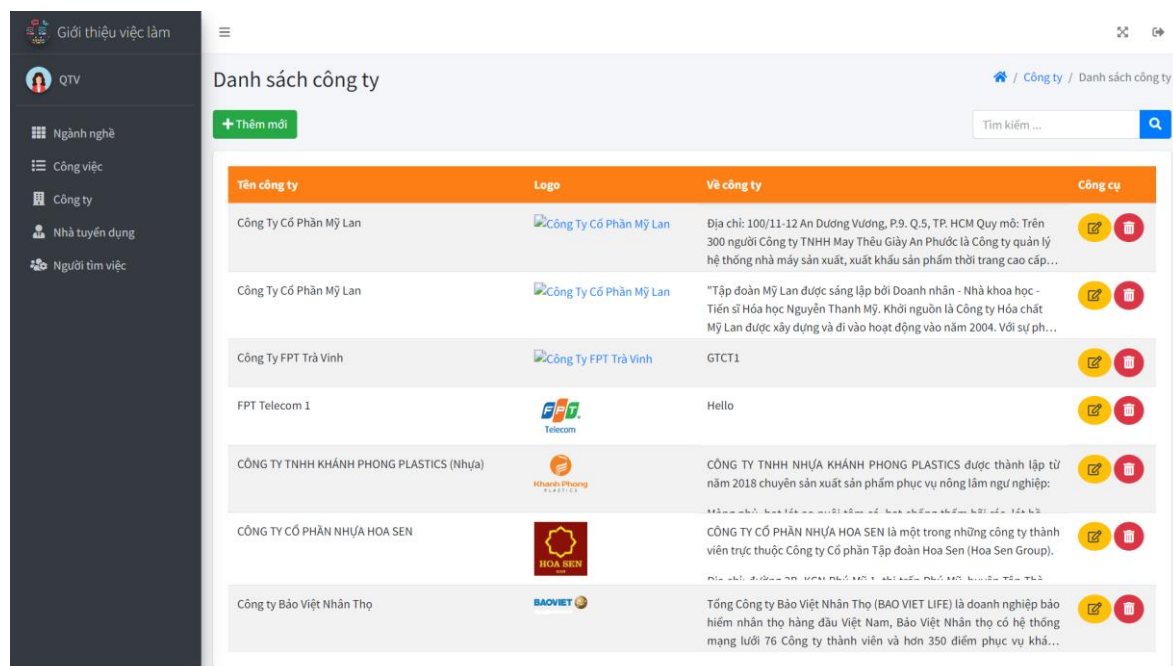 Giới thiệu việc làm
QTV
Ngành nghề
Công việc
Công ty
Nhà tuyển dụng
Người tìm việc
Danh sách công ty
/ Công ty / Danh sách công ty
Thêm mới
Tìm kiếm ...
Tên công ty Logo Về công ty Công cụ
Công Ty Cổ Phần Mỹ Lan Công Ty Cổ Phần Mỹ Lan Địa chỉ: 100/11-12 An Dương Vương, P.9. Q.5, TP. HCM Quy mô: Trên
300 người Công ty TNHH May Thêu Giày An Phước là Công ty quản lý
hệ thống nhà máy sản xuất, xuất khẩu sản phẩm thời trang cao cấp…
Công Ty Cổ Phần Mỹ Lan Công Ty Cổ Phần Mỹ Lan "Tập đoàn Mỹ Lan được sáng lập bởi Doanh nhân - Nhà khoa học -
Tiến sĩ Hóa học Nguyễn Thanh Mỹ. Khởi nguồn là Công ty Hóa chất
Mỹ Lan được xây dựng và đi vào hoạt động vào năm 2004. Với sự ph…
Công Ty FPT Trà Vinh Công Ty FPT Trà Vinh GTCT1
FPT Telecom 1 FPT Hello
Telecom
CÔNG TY TNHH KHÁNH PHONG PLASTICS (Nhựa) Khanh Phong CÔNG TY TNHH NHỰA KHÁNH PHONG PLASTICS được thành lập từ
PLASTICS năm 2018 chuyên sản xuất sản phẩm phục vụ nông lâm ngư nghiệp:
CÔNG TY CỔ PHẦN NHỰA HOA SEN HOA SEN CÔNG TY CỔ PHẦN NHỰA HOA SEN là một trong những công ty thành
viên trực thuộc Công ty Cổ phần Tập đoàn Hoa Sen (Hoa Sen Group).
Công ty Bảo Việt Nhân Thọ BAOVIET Tổng Công ty Bảo Việt Nhân Thọ (BAO VIET LIFE) là doanh nghiệp bảo
hiểm nhân thọ hàng đầu Việt Nam, Bảo Việt Nhân thọ có hệ thống
mạng lưới 76 Công ty thành viên và hơn 350 điểm phục vụ khá…